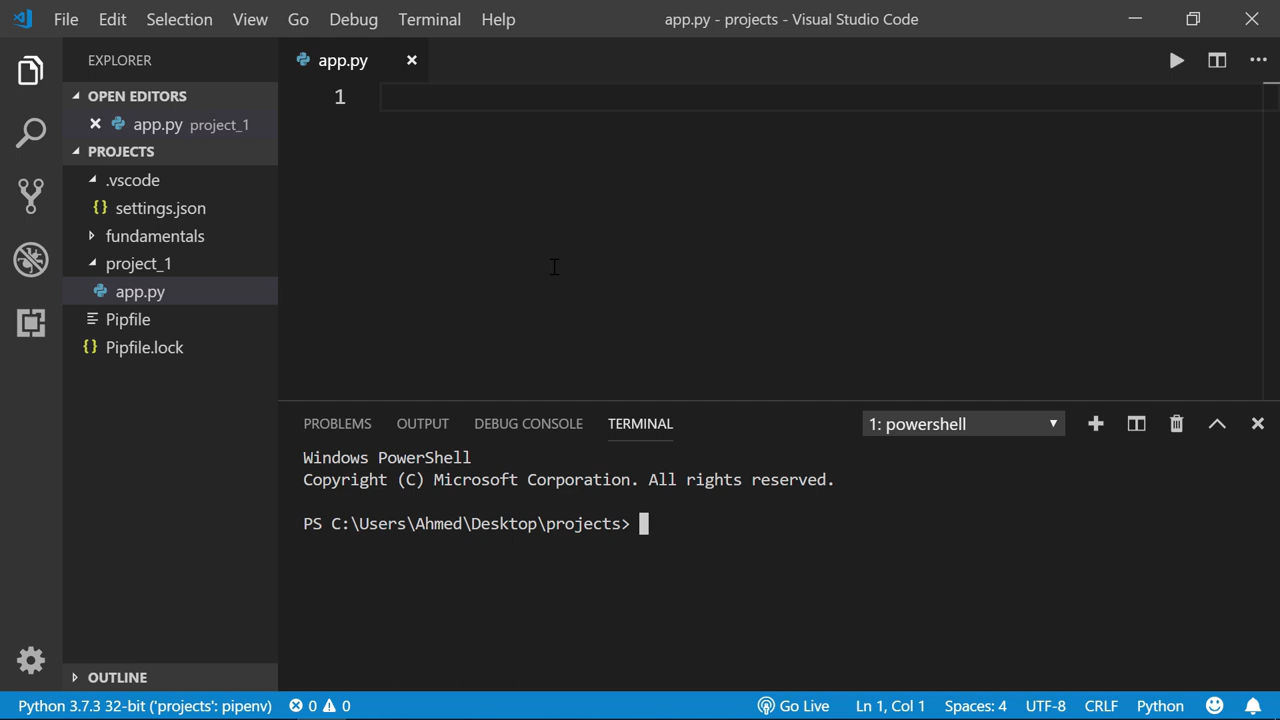 File Edit Selection View Go Debug Terminal Help
app.py - projects - Visual Studio Code
EXPLORER
OPEN EDITORS
app.py project_1
PROJECTS
.vscode
{} settings.json
fundamentals
project_1
app.py
Pipfile
{} Pipfile.lock
OUTLINE
app.py
1
PROBLEMS OUTPUT DEBUG CONSOLE TERMINAL
1: powershell
Windows PowerShell
Copyright (C) Microsoft Corporation. All rights reserved.
PS C:\Users\Ahmed\Desktop\projects>
Python 3.7.3 32-bit ('projects': pipenv) 0 0 Go Live Ln 1, Col 1 Spaces: 4 UTF-8 CRLF Python